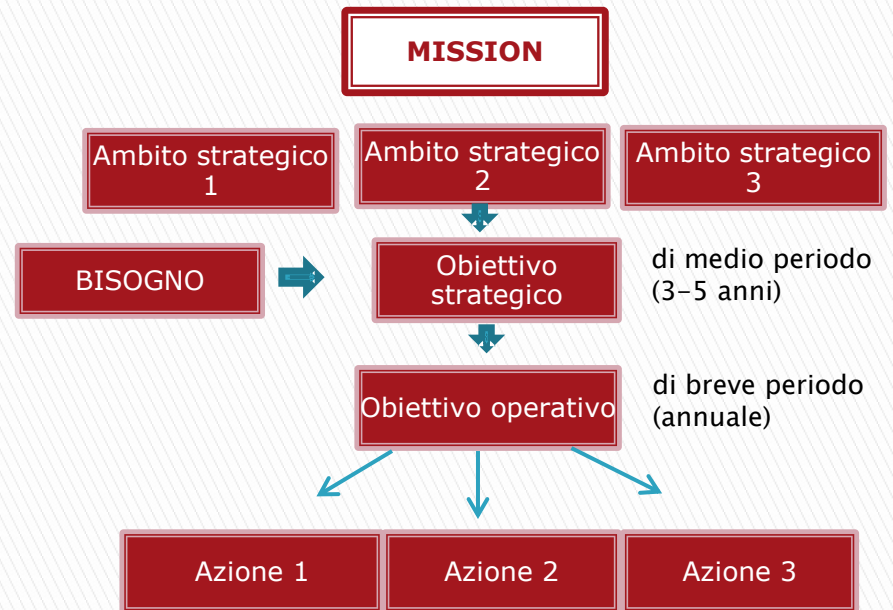 MISSION
Ambito strategico
1
Ambito strategico
2
Ambito strategico
3
BISOGNO
Obiettivo
strategico
di medio periodo
(3-5 anni)
Obiettivo operativo
di breve periodo
(annuale)
Azione 1
Azione 2
Azione 3